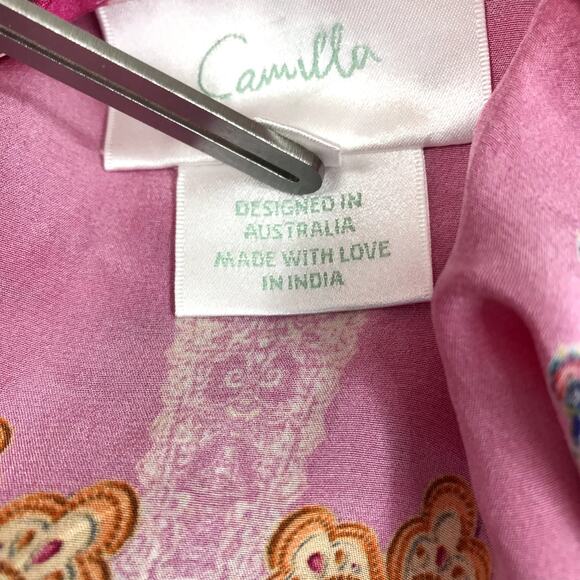 Camilla
DESIGNED IN
AUSTRALIA
MADE WITH LOVE
IN INDIA